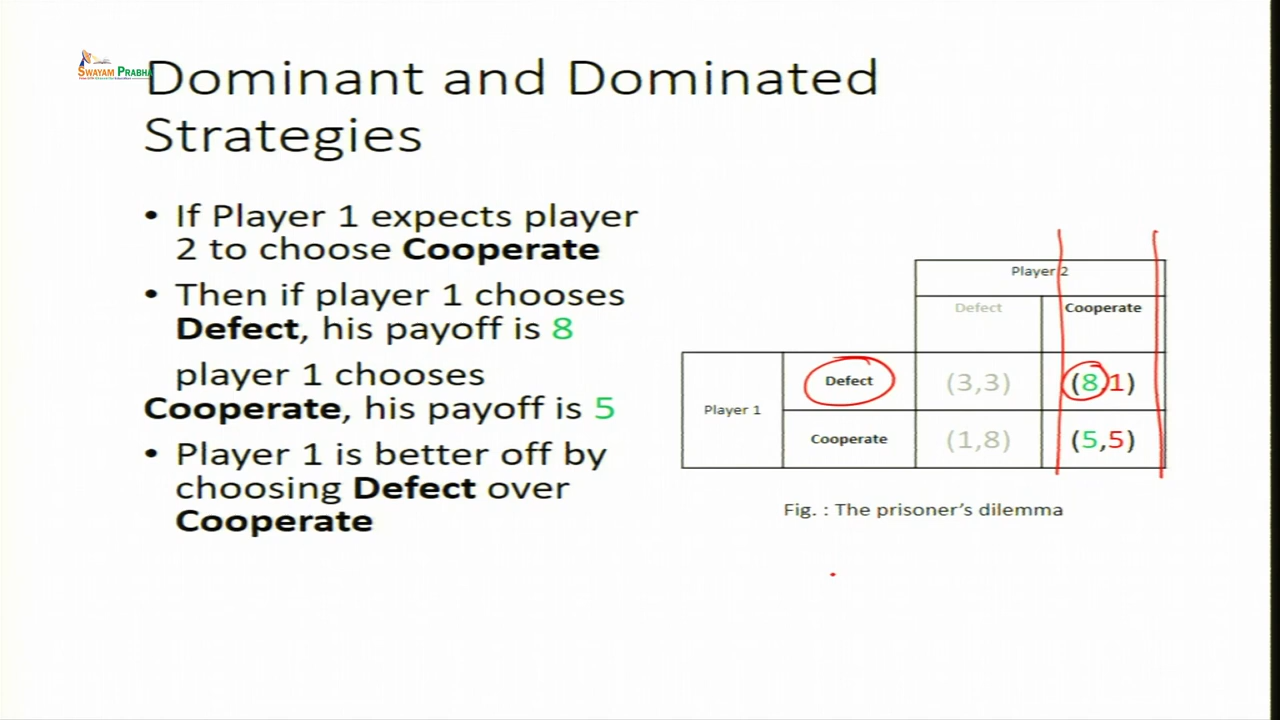 SWAYAM PRABHA
Dominant and Dominated
Strategies
• If Player 1 expects player
2 to choose Cooperate
• Then if player 1 chooses
Defect, his payoff is 8
player 1 chooses
Cooperate, his payoff is 5
• Player 1 is better off by
choosing Defect over
Cooperate
Player 2
Defect Cooperate
Player 1 Defect (3,3) (8,1)
Cooperate (1,8) (5,5)
Fig. : The prisoner's dilemma